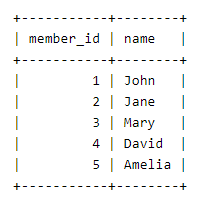 +-----------+--------+
| member_id | name   |
+-----------+--------+
|         1 | John   |
|         2 | Jane   |
|         3 | Mary   |
|         4 | David  |
|         5 | Amelia |
+-----------+--------+